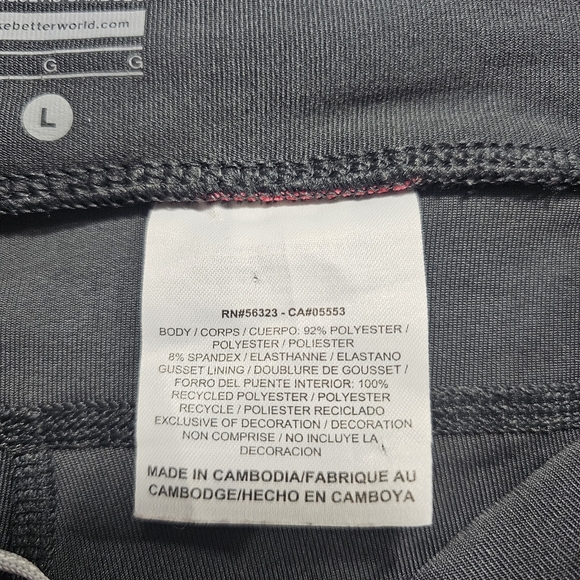 kebetterworld.com
G G
L
RN#56323 - CA#05553
BODY / CORPS / CUERPO: 92% POLYESTER /
POLYESTER / POLIESTER
8% SPANDEX / ELASTHANNE / ELASTANO
GUSSET LINING / DOUBLURE DE GOUSSET /
FORRO DEL PUENTE INTERIOR: 100%
RECYCLED POLYESTER / POLYESTER
RECYCLE / POLIESTER RECICLADO
EXCLUSIVE OF DECORATION / DECORATION
NON COMPRISE / NO INCLUYE LA
DECORACION
MADE IN CAMBODIA/FABRIQUE AU
CAMBODGE/HECHO EN CAMBOYA